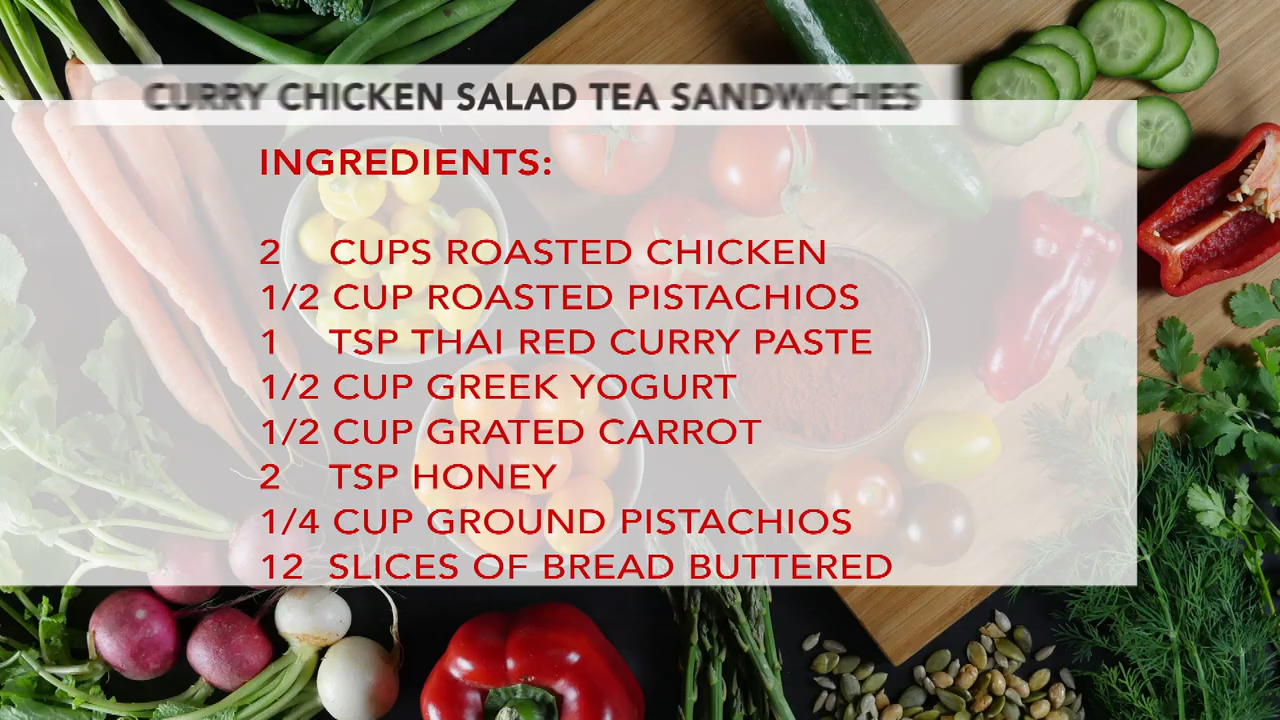 CURRY CHICKEN SALAD TEA SANDWICHES
INGREDIENTS:
2 CUPS ROASTED CHICKEN
1/2 CUP ROASTED PISTACHIOS
1 TSP THAI RED CURRY PASTE
1/2 CUP GREEK YOGURT
1/2 CUP GRATED CARROT
2 TSP HONEY
1/4 CUP GROUND PISTACHIOS
12 SLICES OF BREAD BUTTERED